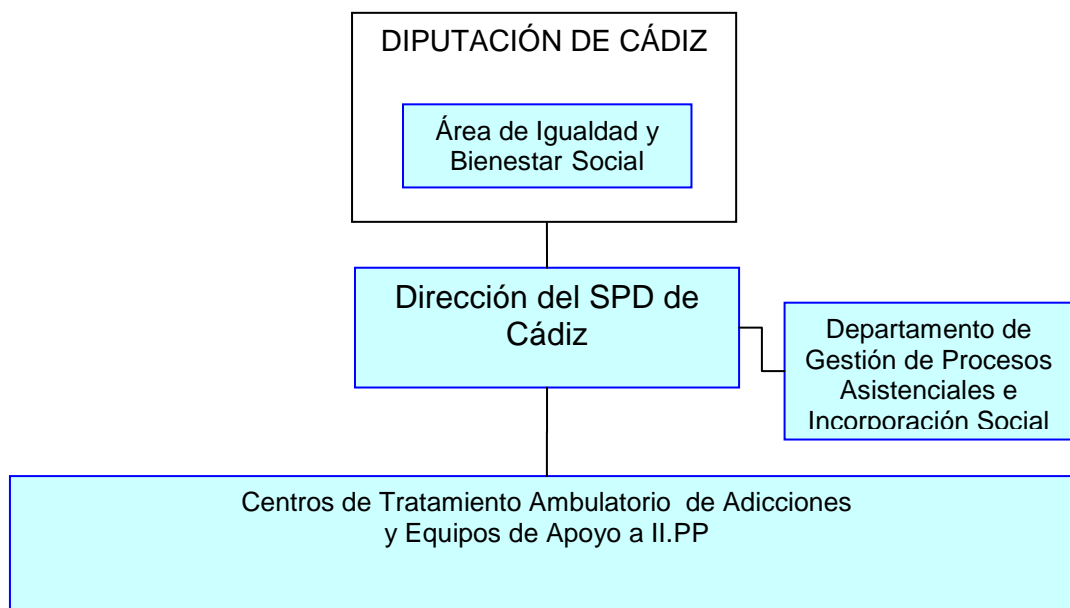 DIPUTACIÓN DE CÁDIZ
Área de Igualdad y
Bienestar Social
Dirección del SPD de
Cádiz
Departamento de
Gestión de Procesos
Asistenciales e
Incorporación Social
Centros de Tratamiento Ambulatorio de Adicciones
y Equipos de Apoyo a II.PP